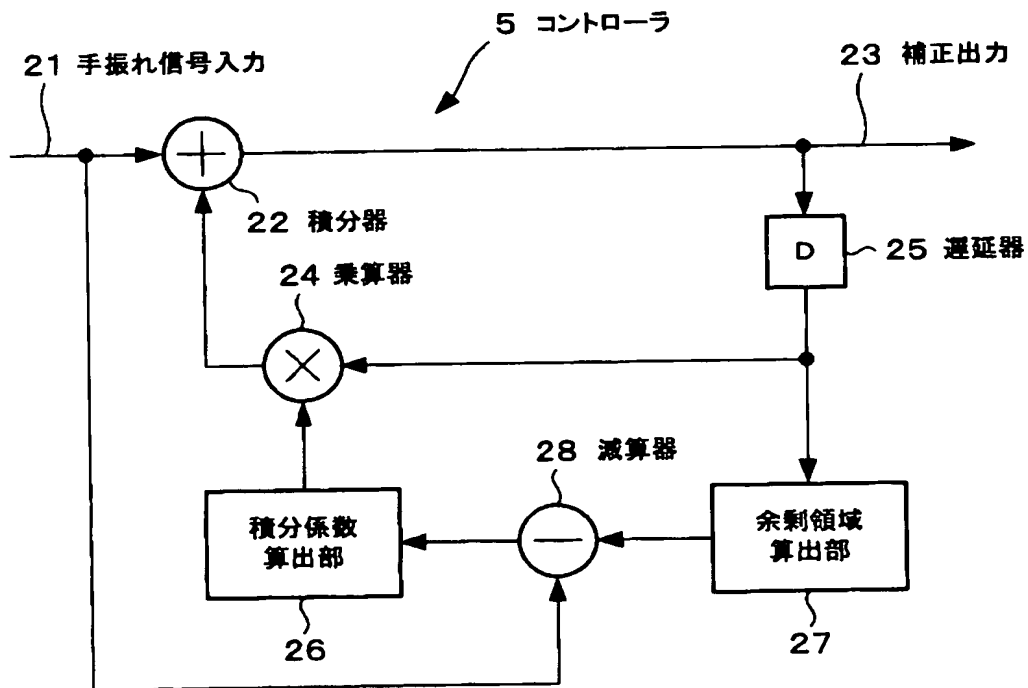 5 コントローラ
21 手振れ信号入力
23 補正出力
22 積分器
D
25 遅延器
24 乗算器
28 減算器
積分係数
算出部
余剰領域
算出部
26
27